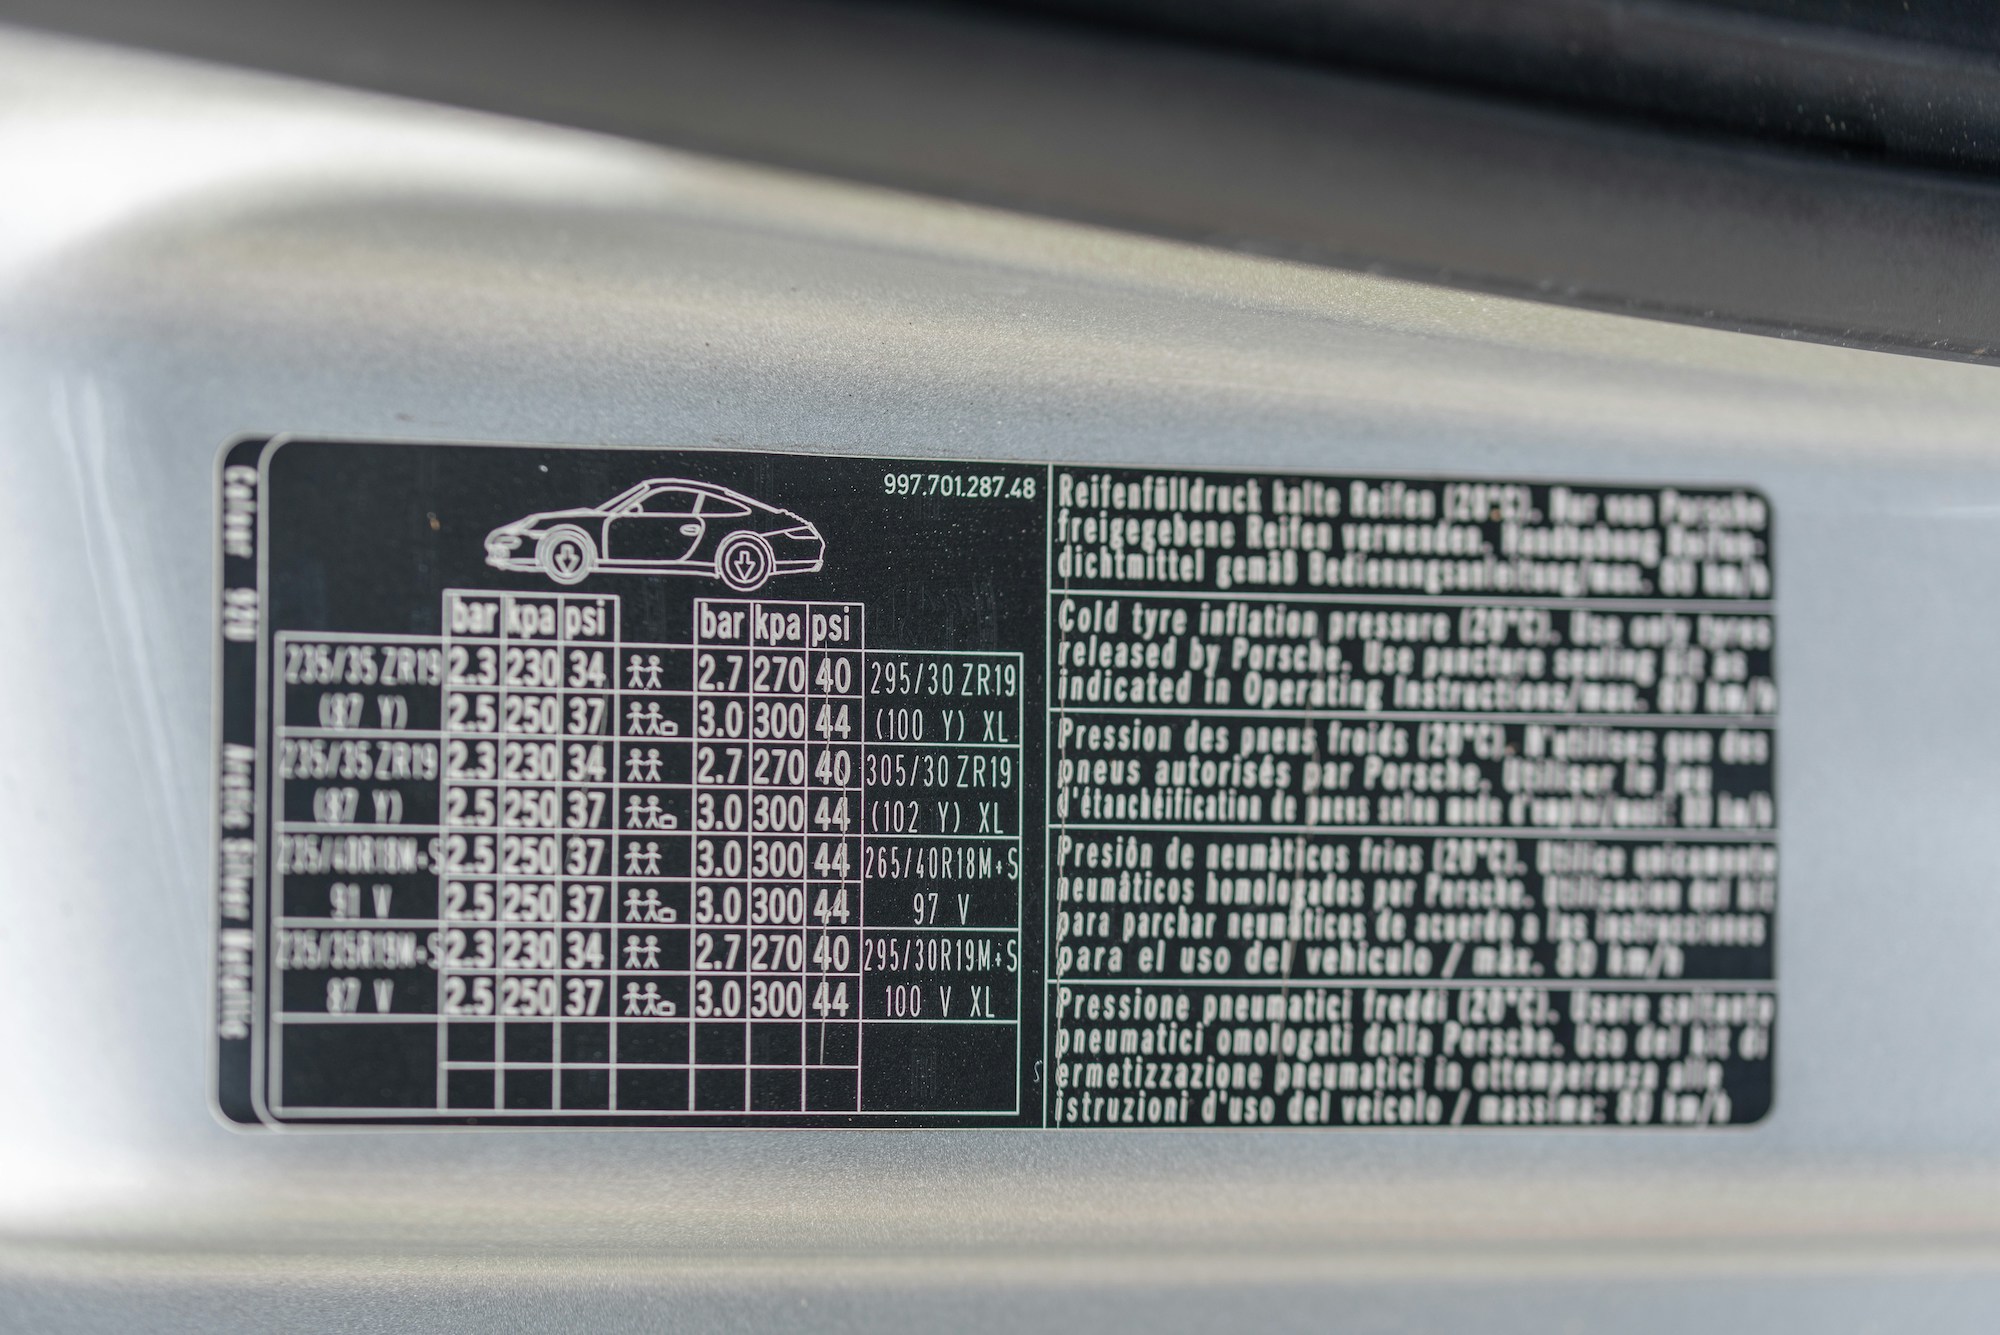 Colour 92U Arctic Silver Metallic
997.701.287.48
bar kpa psi bar kpa psi
235/35 ZR19 2.3 230 34 2.7 270 40 295/30 ZR19
(87 Y) 2.5 250 37 3.0 300 44 (100 Y) XL
235/35 ZR19 2.3 230 34 2.7 270 40 305/30 ZR19
(87 Y) 2.5 250 37 3.0 300 44 (102 Y) XL
235/40R18M+S 2.5 250 37 3.0 300 44 265/40R18M+S
91 V 2.5 250 37 3.0 300 44 97 V
235/35R19M+S 2.3 230 34 2.7 270 40 295/30R19M+S
87 V 2.5 250 37 3.0 300 44 100 V XL
Reifenfülldruck kalte Reifen (20°C). Nur von Porsche
freigegebene Reifen verwenden. Handhabung Reifen-
dichtmittel gemäß Bedienungsanleitung/max. 80 km/h
Cold tyre inflation pressure (20°C). Use only tyres
released by Porsche. Use puncture sealing kit as
indicated in Operating Instructions/max. 80 km/h
Pression des pneus froids (20°C). N'utilisez que des
pneus autorisés par Porsche. Utiliser le jeu
d'étanchéification de pneus selon mode d'emploi/max: 80 km/h
Presión de neumáticos fríos (20°C). Utilice unicamente
neumáticos homologados por Porsche. Utilización del kit
para parchar neumáticos de acuerdo a las instrucciones
para el uso del vehículo / máx. 80 km/h
Pressione pneumatici freddi (20°C). Usare soltanto
pneumatici omologati dalla Porsche. Uso del kit di
ermetizzazione pneumatici in ottemperanza alle
istruzioni d'uso del veicolo / massima: 80 km/h